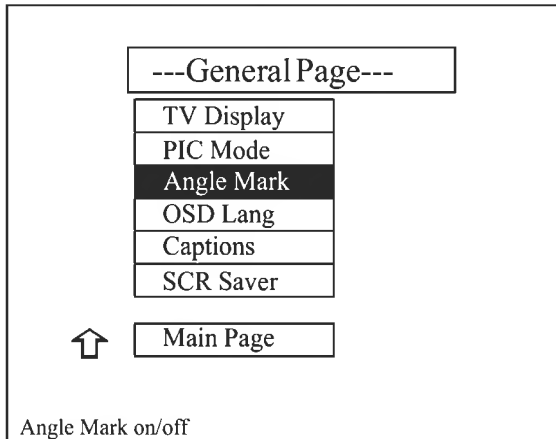 ---General Page---
TV Display
PIC Mode
Angle Mark
OSD Lang
Captions
SCR Saver
Main Page
Angle Mark on/off